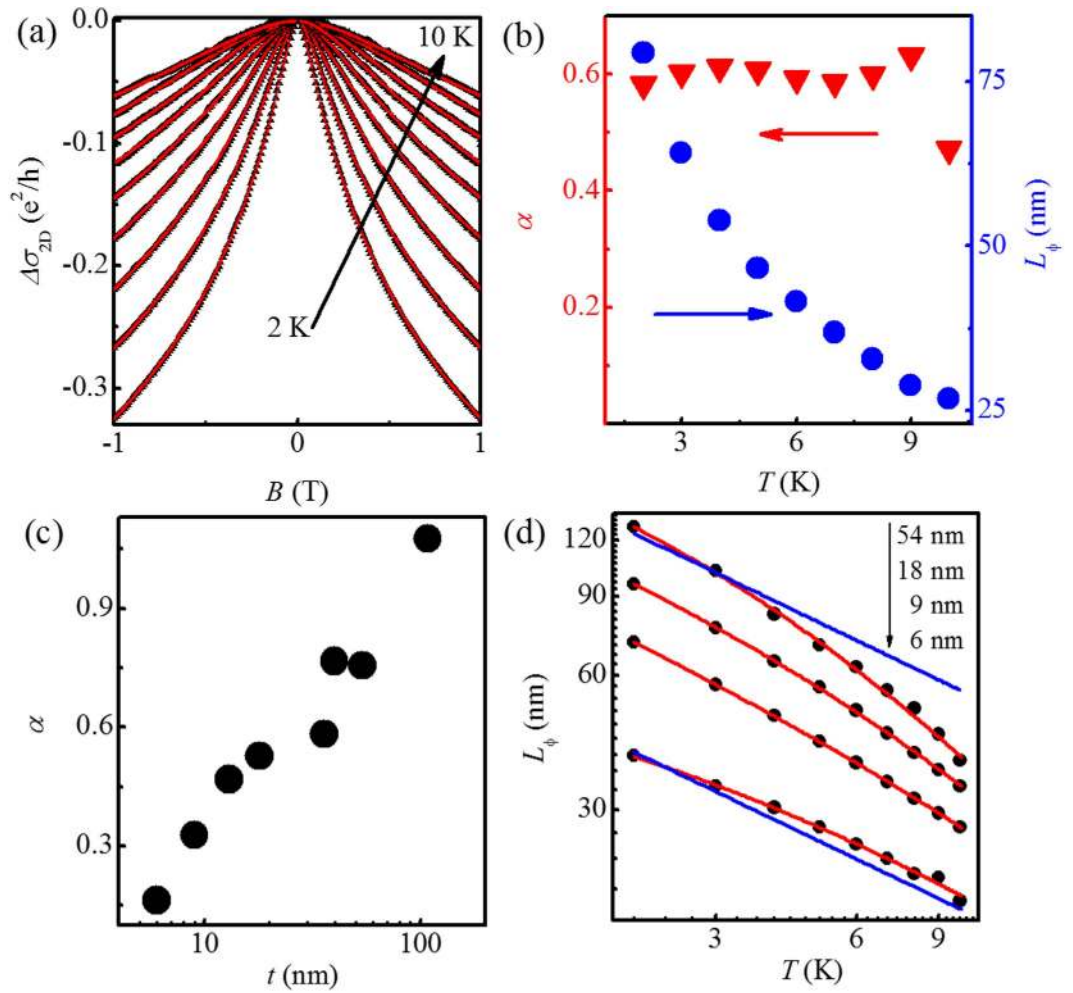 (a)
0.0
-0.1
-0.2
-0.3
Δσ2D (e²/h)
10 K
2 K
-1
0
1
B (T)
(b)
0.6
0.4
0.2
α
75
50
25
Lϕ (nm)
3
6
9
T (K)
(c)
0.9
0.6
0.3
α
10
100
t (nm)
(d)
120
90
60
30
Lϕ (nm)
54 nm
18 nm
9 nm
6 nm
3
6
9
T (K)